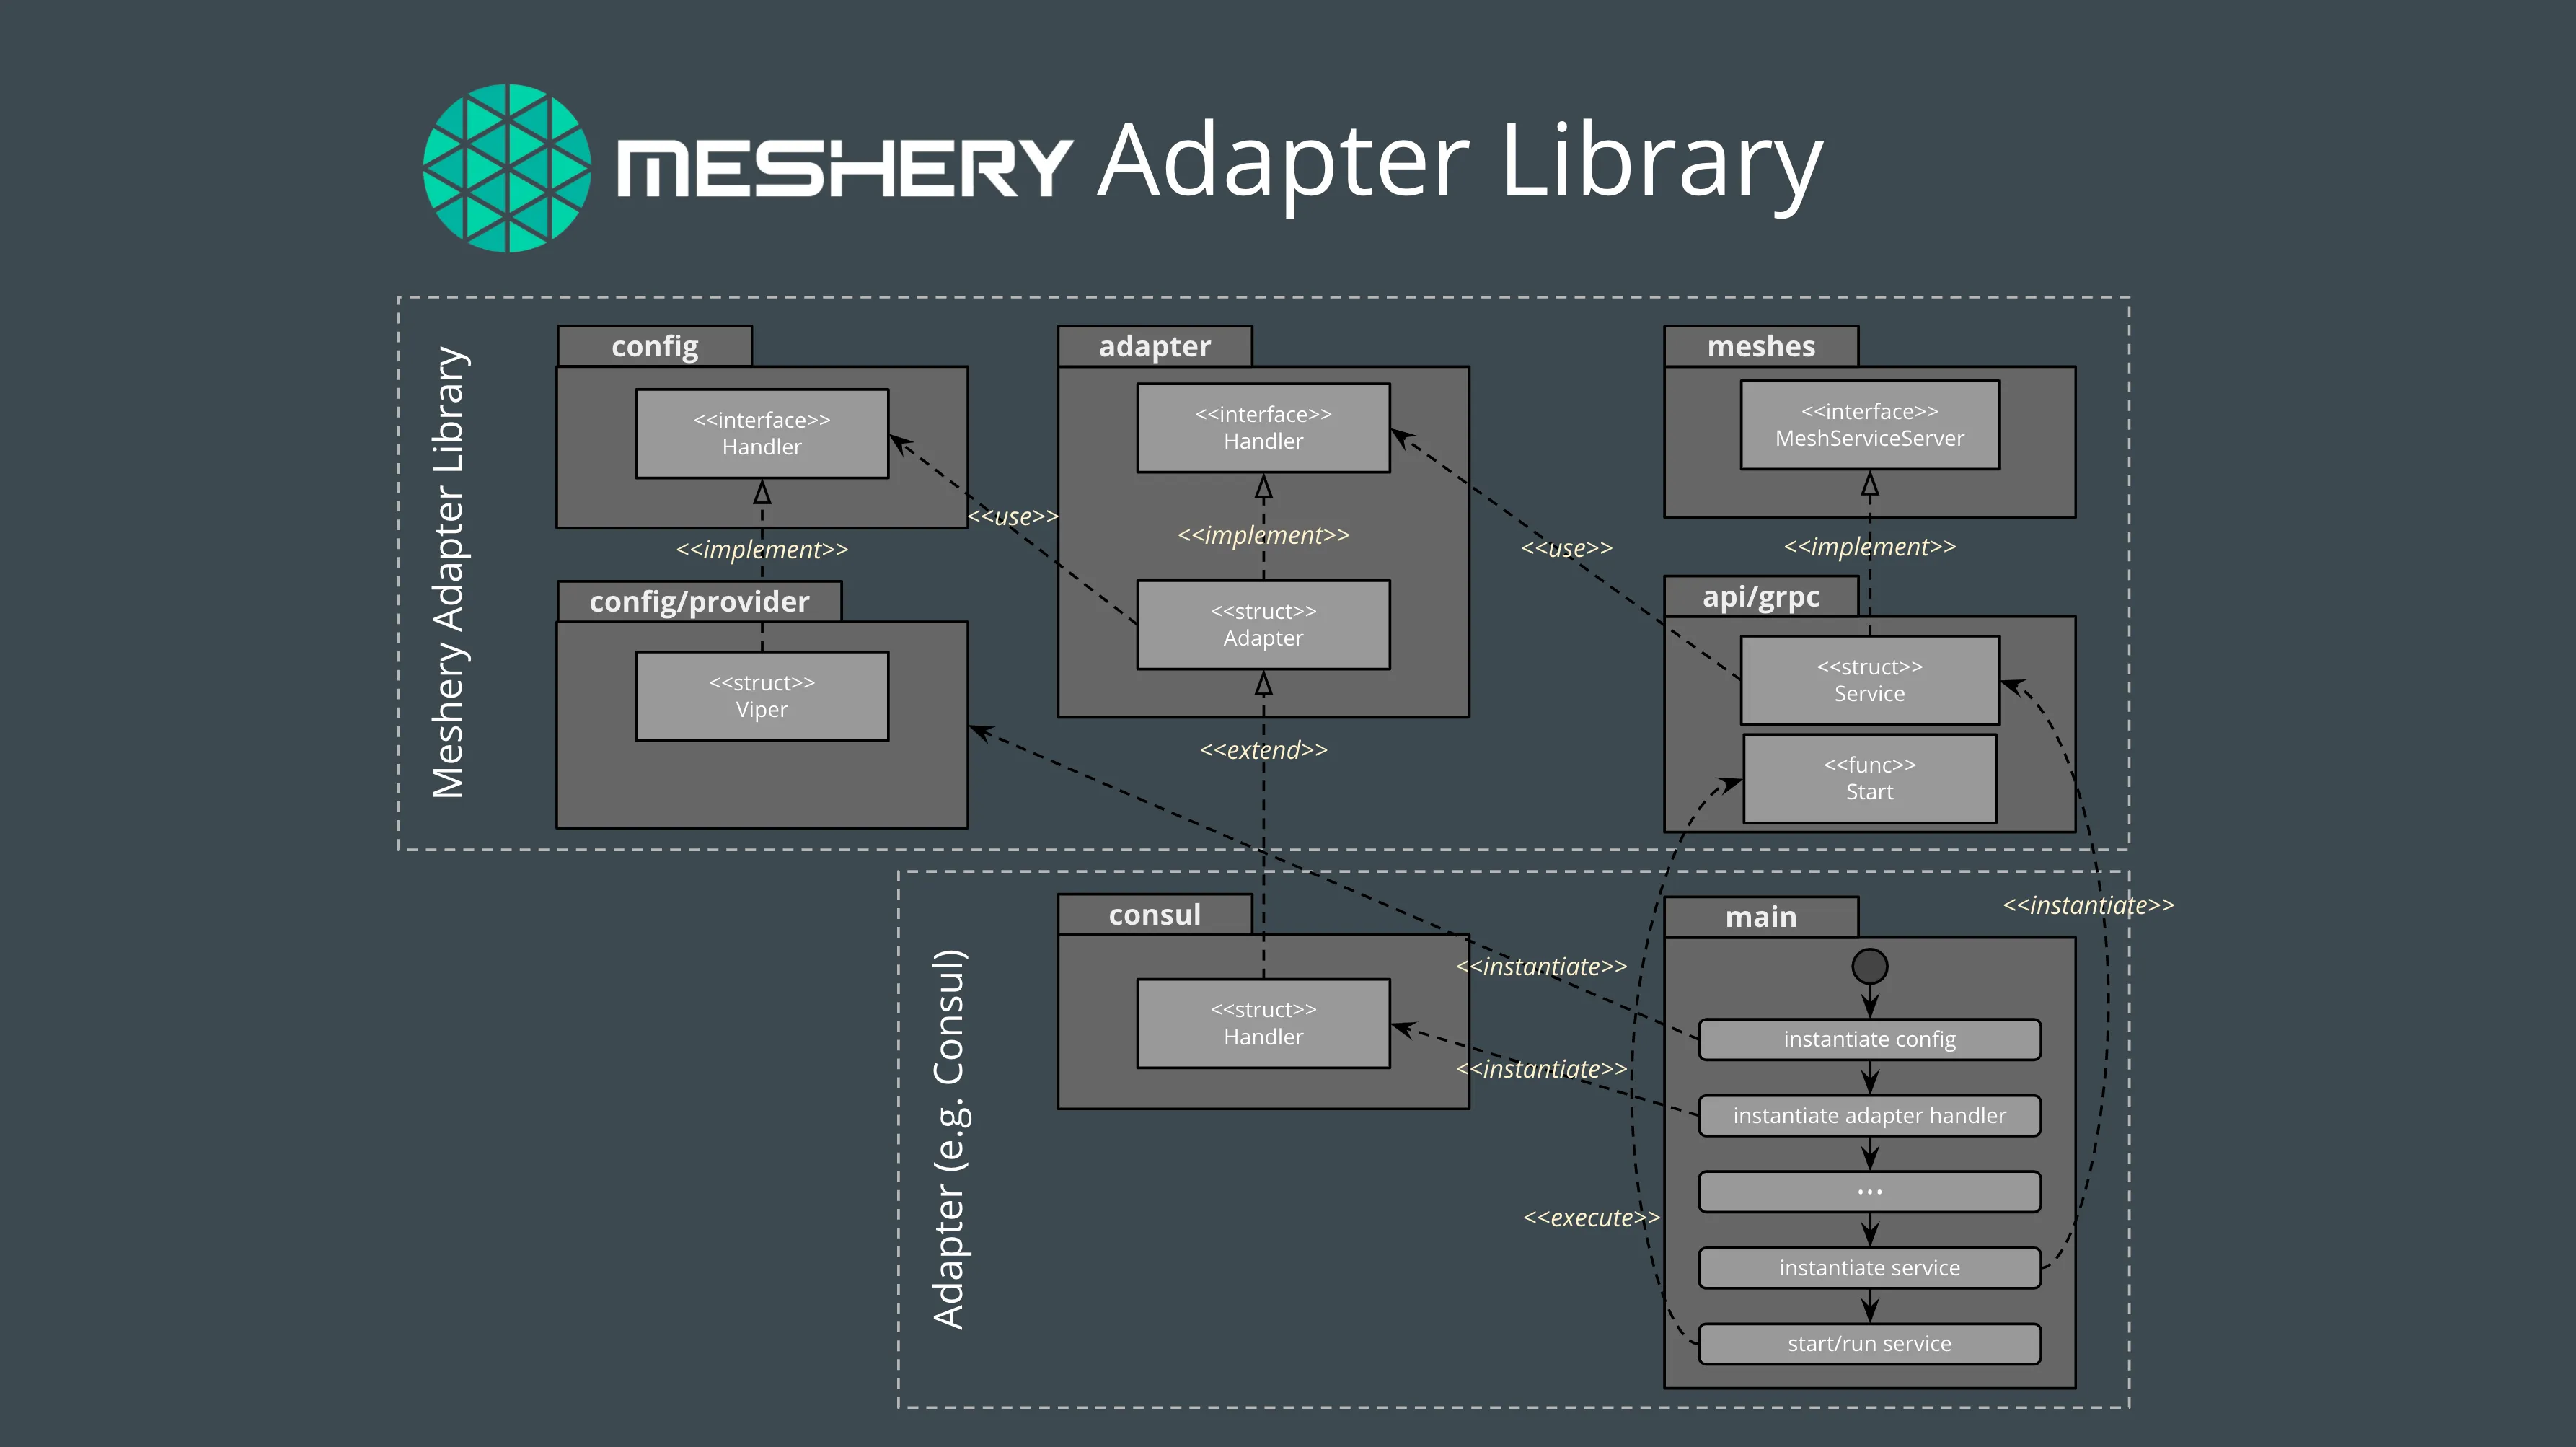 MESHERY Adapter Library
Meshery Adapter Library
config
<<interface>>
Handler
<<implement>>
config/provider
<<struct>>
Viper
<<use>>
adapter
<<interface>>
Handler
<<implement>>
<<struct>>
Adapter
<<extend>>
<<use>>
meshes
<<interface>>
MeshServiceServer
<<implement>>
api/grpc
<<struct>>
Service
<<func>>
Start
Adapter (e.g. Consul)
consul
<<struct>>
Handler
<<instantiate>>
<<instantiate>>
<<execute>>
<<instantiate>>
main
instantiate config
instantiate adapter handler
...
instantiate service
start/run service